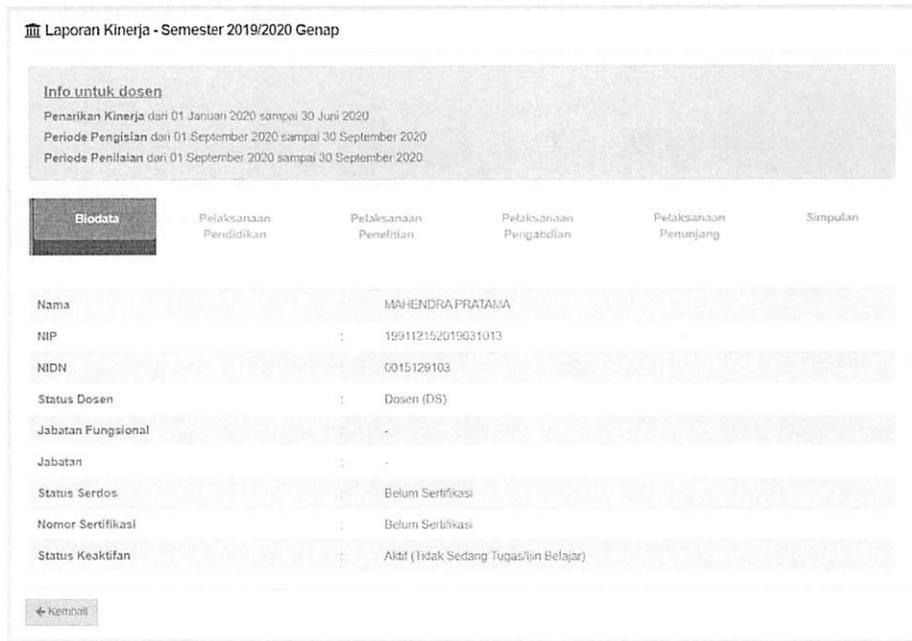 Laporan Kinerja - Semester 2019/2020 Genap
Info untuk dosen
Penarikan Kinerja dari 01 Januari 2020 sampai 30 Juni 2020
Periode Pengisian dari 01 September 2020 sampai 30 September 2020
Periode Penilaian dari 01 September 2020 sampai 30 September 2020
Biodata
Pelaksanaan
Pendidikan
Pelaksanaan
Penelitian
Pelaksanaan
Pengabdian
Pelaksanaan
Penunjang
Simpulan
Nama MAHENDRA PRATAMA
NIP : 199112152019031013
NIDN 0015129103
Status Dosen : Dosen (DS)
Jabatan Fungsional -
Jabatan : -
Status Serdos Belum Sertifikasi
Nomor Sertifikasi : Belum Sertifikasi
Status Keaktifan : Aktif (Tidak Sedang Tugas/Ijin Belajar)
Kembali